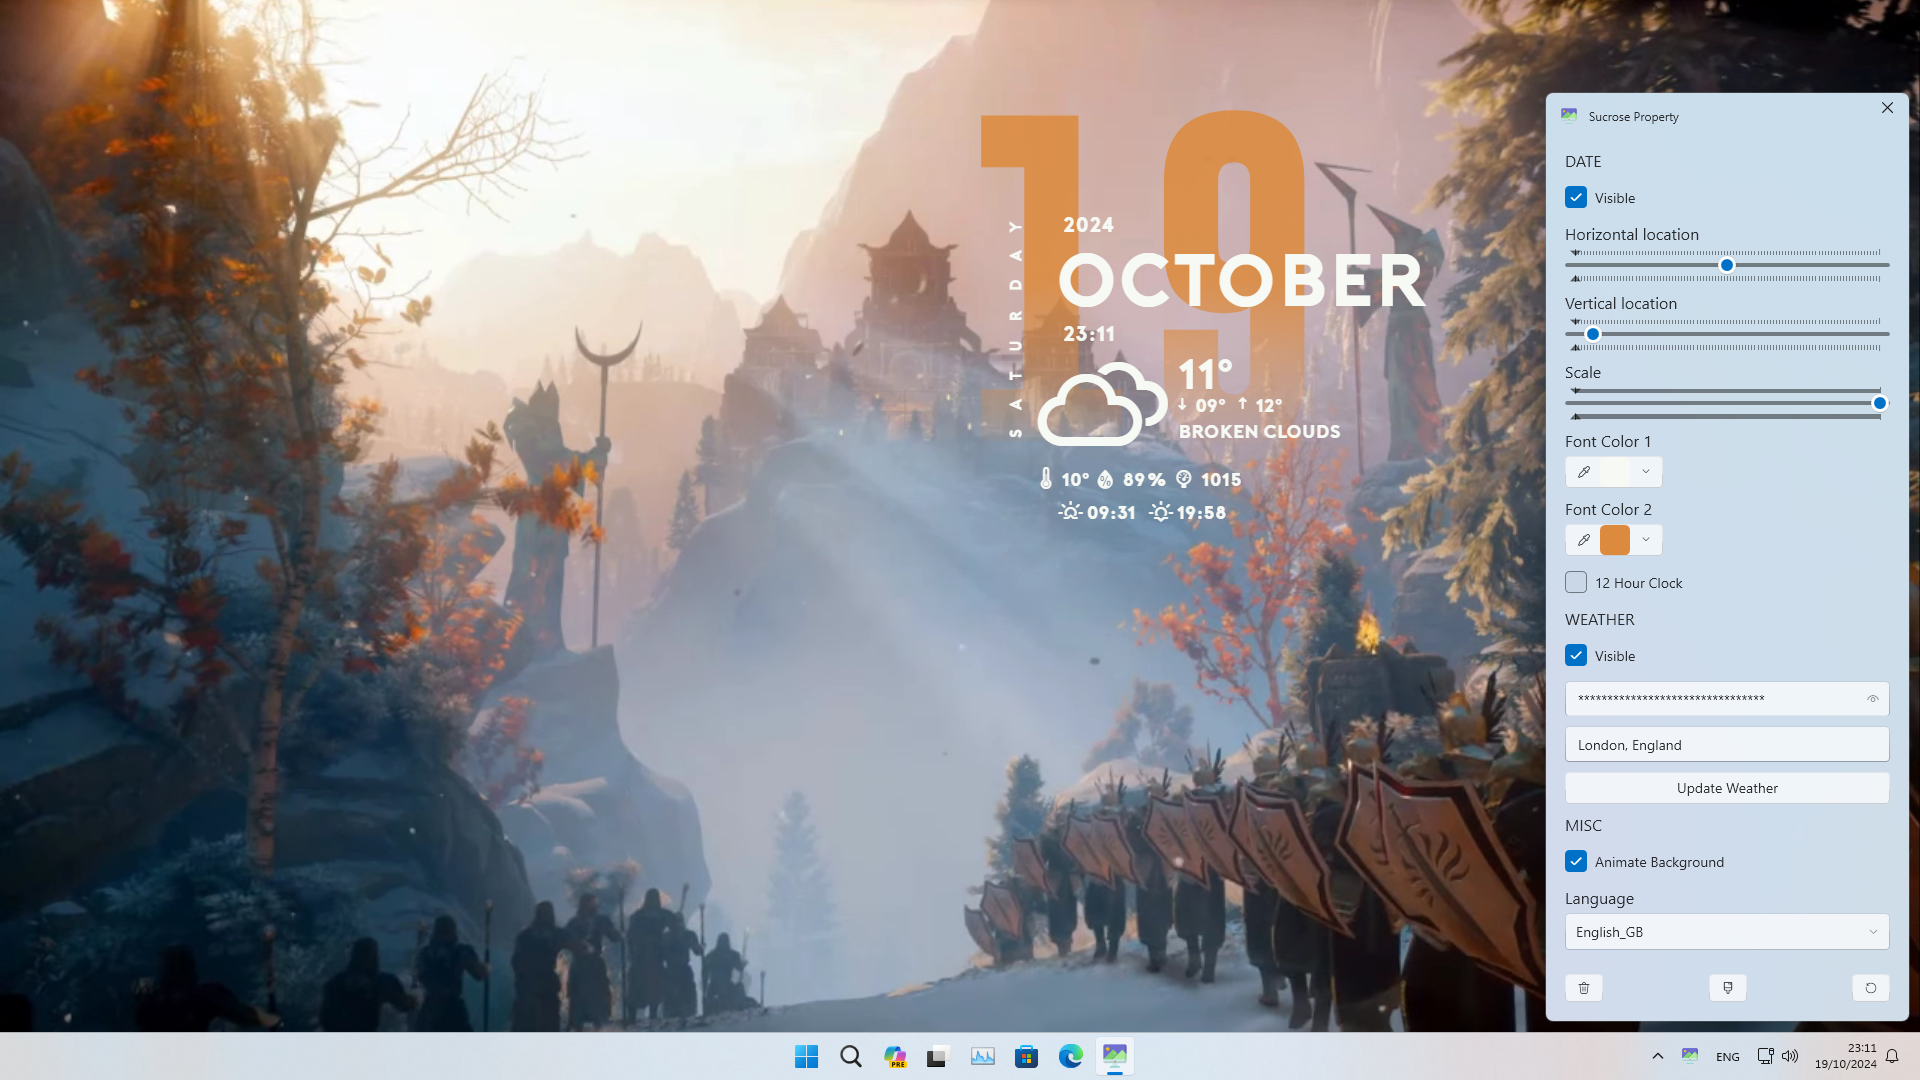 19
2024
OCTOBER
SATURDAY
23:11
11°
↓ 09° ↑ 12°
BROKEN CLOUDS
10° % 89% 1015
09:31 19:58
Sucrose Property
DATE
Visible
Horizontal location
Vertical location
Scale
Font Color 1
Font Color 2
12 Hour Clock
WEATHER
Visible
********************************
London, England
Update Weather
MISC
Animate Background
Language
English_GB
PRE
ENG
23:11
19/10/2024